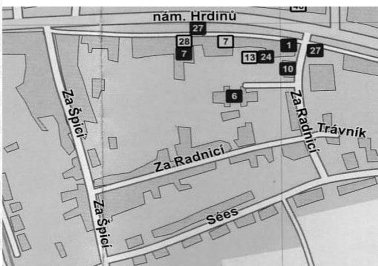 nám. Hrdinů
27
28
7
7
1
27
13
24
10
6
Za Špicí
Za Radnicí
Trávník
Za Radnicí
Za Špicí
Sées